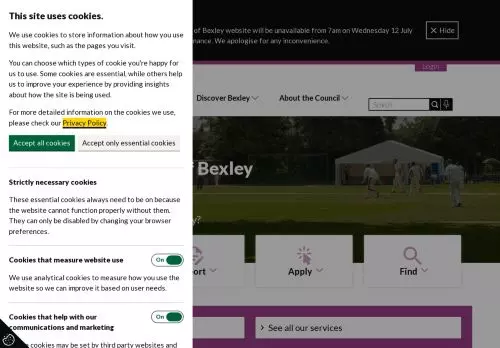 This site uses cookies.
We use cookies to store information about how you use
this website, such as the pages you visit.
You can choose which types of cookie you're happy for
us to use. Some cookies are essential, while others help
us to improve your experience by providing insights
about how the site is being used.
For more detailed information on the cookies we use,
please check our Privacy Policy.
Accept all cookies
Accept only essential cookies
Strictly necessary cookies
These essential cookies always need to be on because
the website cannot function properly without them.
They can only be disabled by changing your browser
preferences.
Cookies that measure website use
On
We use analytical cookies to measure how you use the
website so we can improve it based on user needs.
Cookies that help with our
communications and marketing
On
cookies may be set by third party websites and
of Bexley website will be unavailable from 7am on Wednesday 12 July
nance. We apologise for any inconvenience.
Hide
Login
Discover Bexley
About the Council
Search
f Bexley
y?
ort
Apply
Find
See all our services